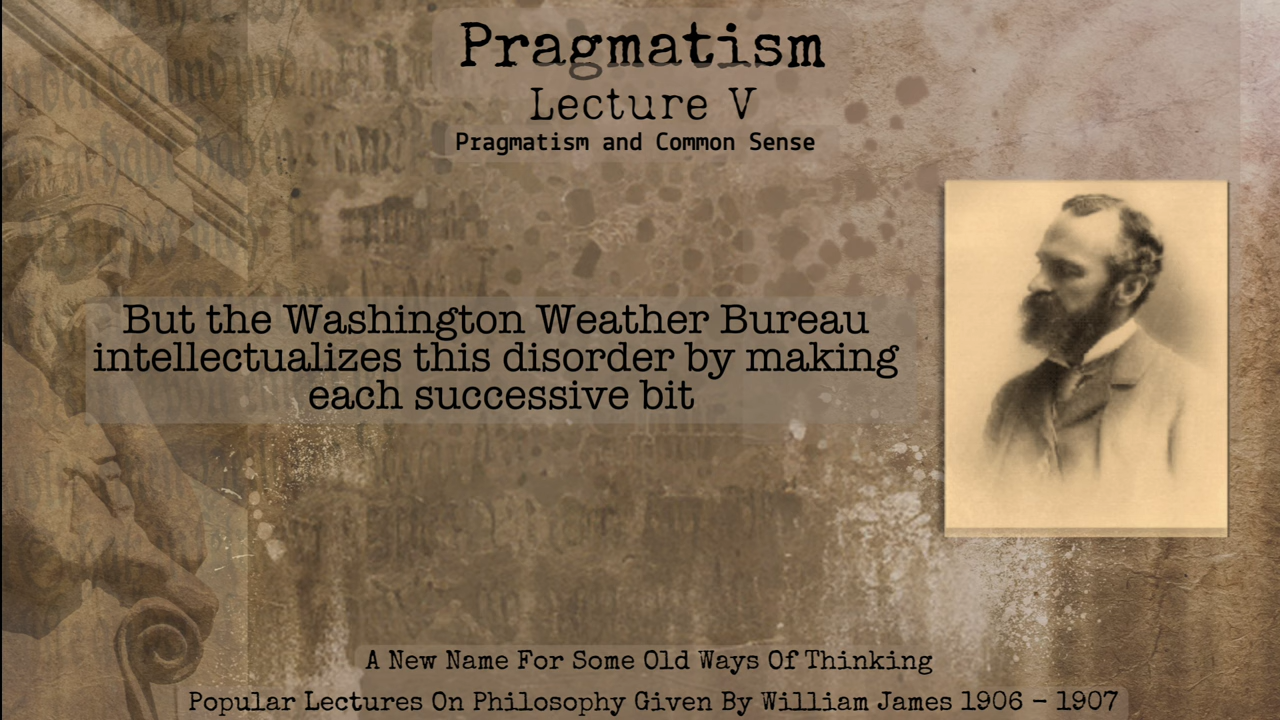 Pragmatism
Lecture V
Pragmatism and Common Sense
But the Washington Weather Bureau
intellectualizes this disorder by making
each successive bit
A New Name For Some Old Ways Of Thinking
Popular Lectures On Philosophy Given By William James 1906 - 1907